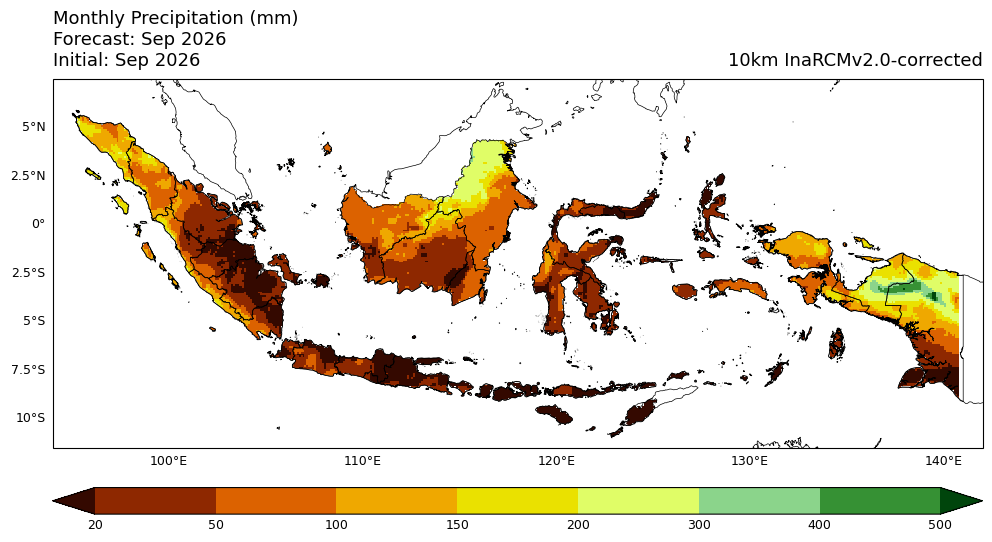 Monthly Precipitation (mm)
Forecast: Sep 2026
Initial: Sep 2026
10km InaRCMv2.0-corrected
5°N
2.5°N
0°
2.5°S
5°S
7.5°S
10°S
100°E 110°E 120°E 130°E 140°E
20 50 100 150 200 300 400 500